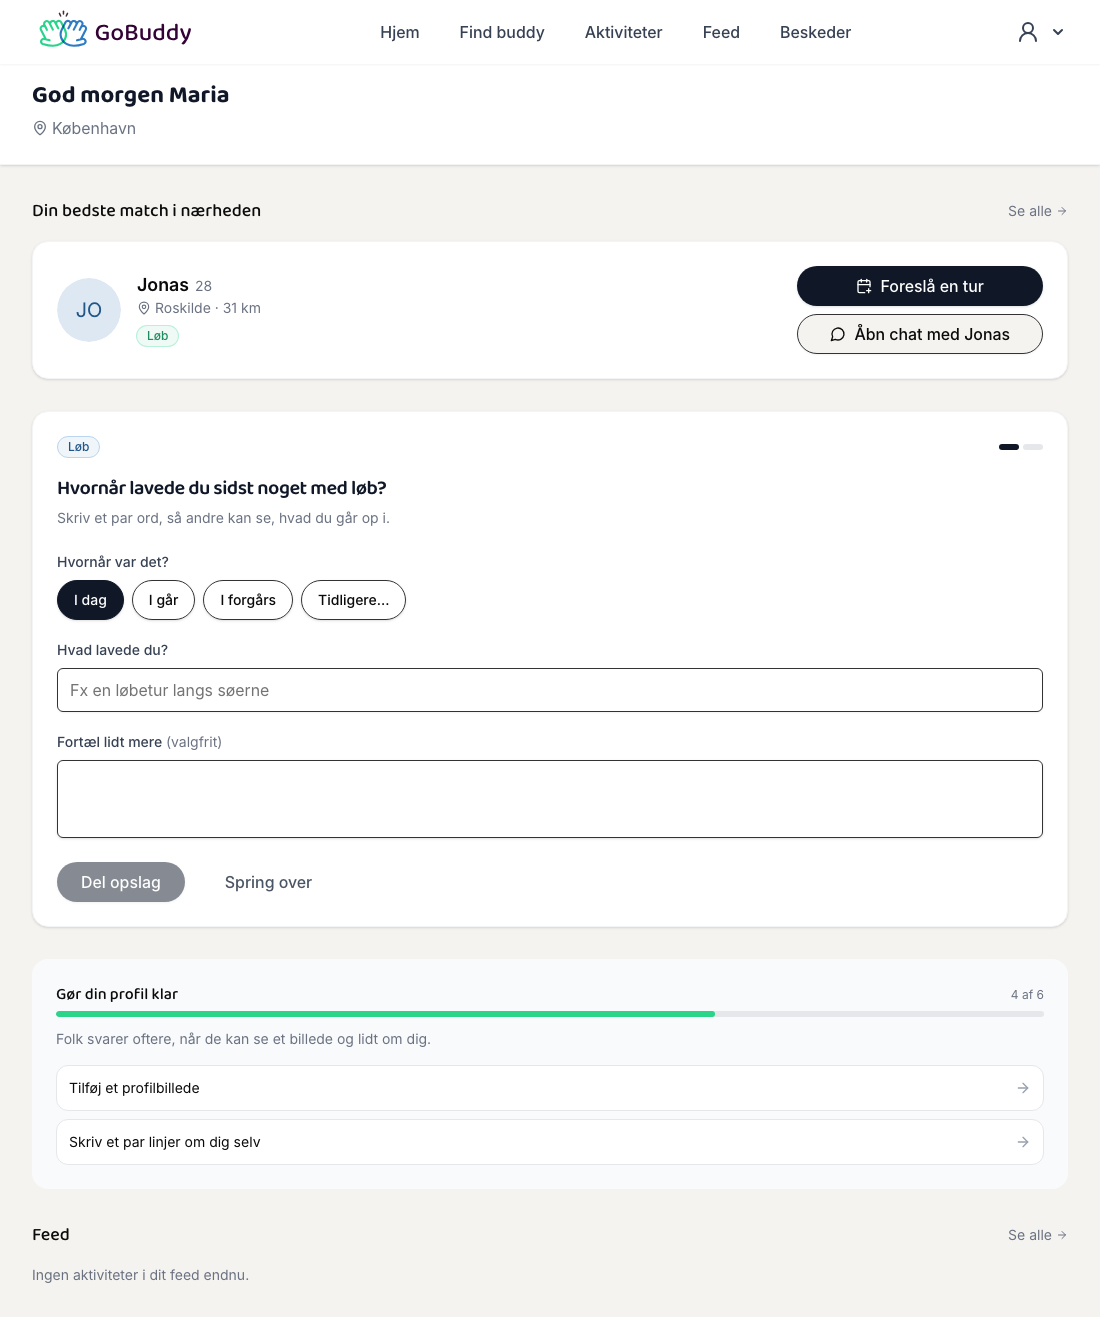 GoBuddy
Hjem
Find buddy
Aktiviteter
Feed
Beskeder
God morgen Maria
København
Din bedste match i nærheden
Se alle →
JO
Jonas 28
Roskilde · 31 km
Løb
Foreslå en tur
Åbn chat med Jonas
Løb
Hvornår lavede du sidst noget med løb?
Skriv et par ord, så andre kan se, hvad du går op i.
Hvornår var det?
I dag
I går
I forgårs
Tidligere...
Hvad lavede du?
Fx en løbetur langs søerne
Fortæl lidt mere (valgfrit)
Del opslag
Spring over
Gør din profil klar
4 af 6
Folk svarer oftere, når de kan se et billede og lidt om dig.
Tilføj et profilbillede
Skriv et par linjer om dig selv
Feed
Se alle →
Ingen aktiviteter i dit feed endnu.